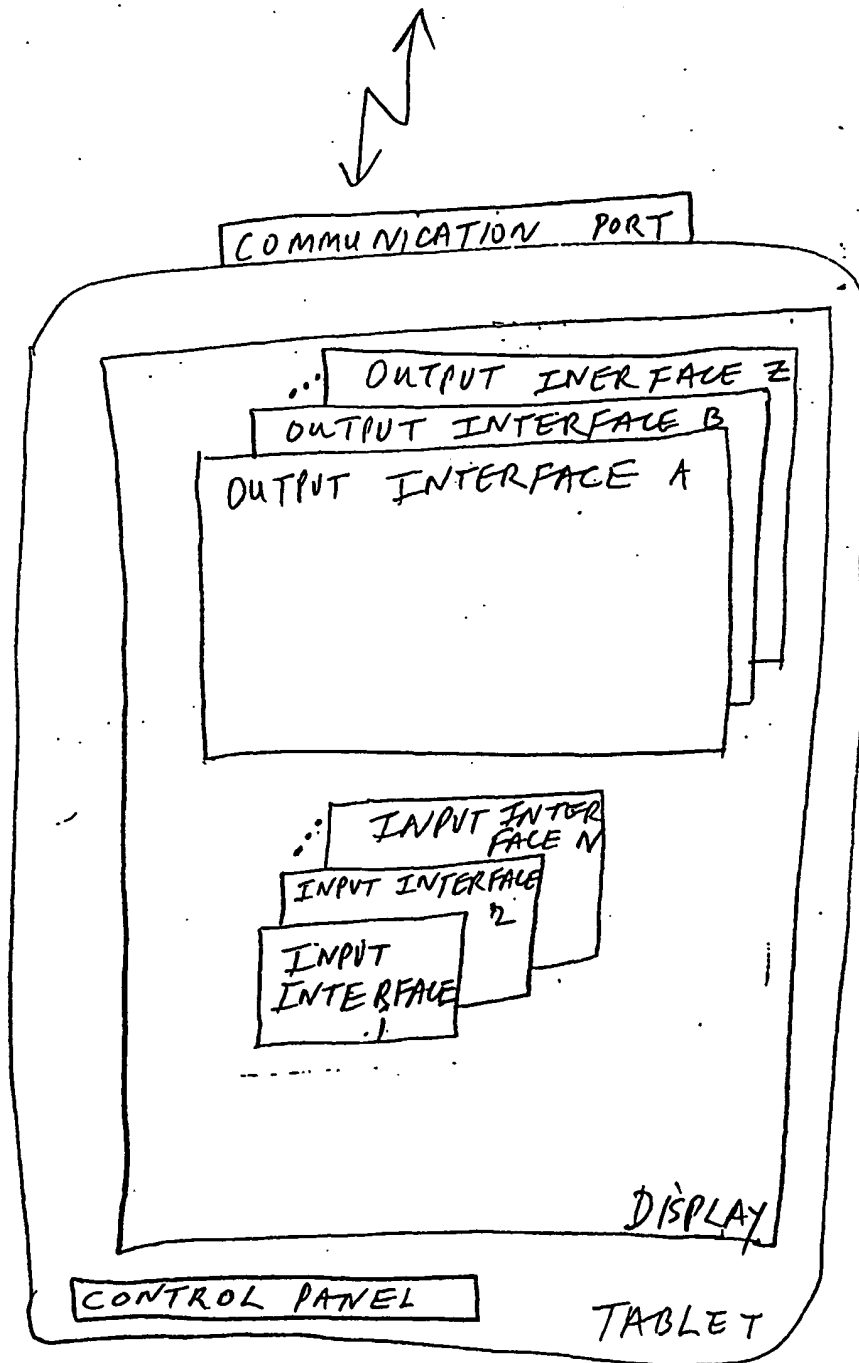 COMMUNICATION PORT
OUTPUT INERFACE Z
OUTPUT INTERFACE B
OUTPUT INTERFACE A
INPUT INTER
FACE N
INPUT INTERFACE
2
INPUT
INTERFACE
1
DISPLAY
CONTROL PANEL
TABLET